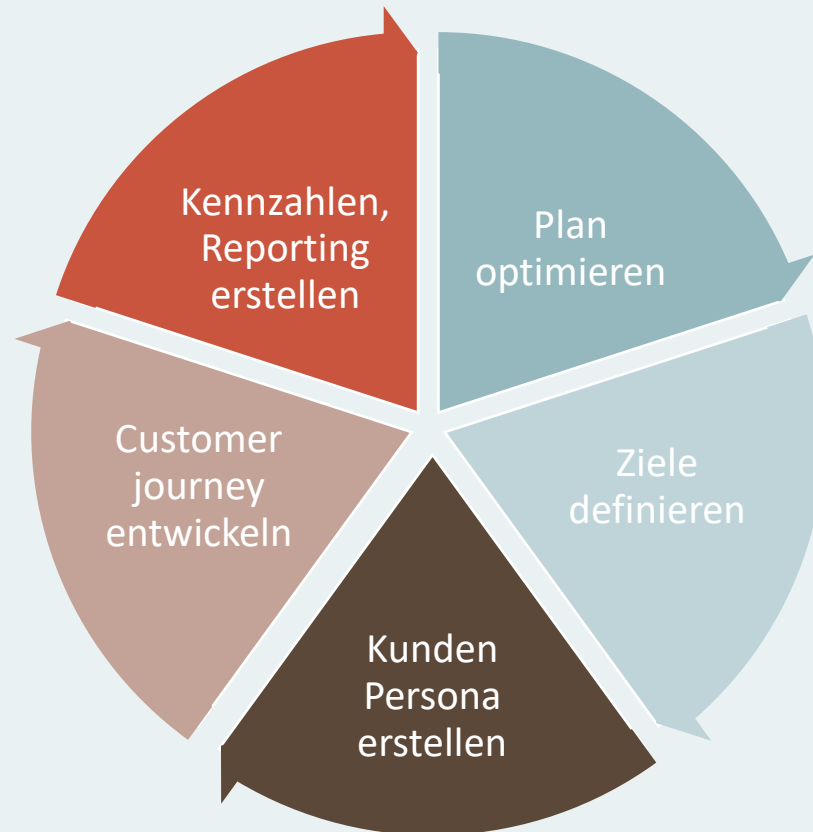 Kennzahlen,
Reporting
erstellen
Plan
optimieren
Customer
journey
entwickeln
Ziele
definieren
Kunden
Persona
erstellen